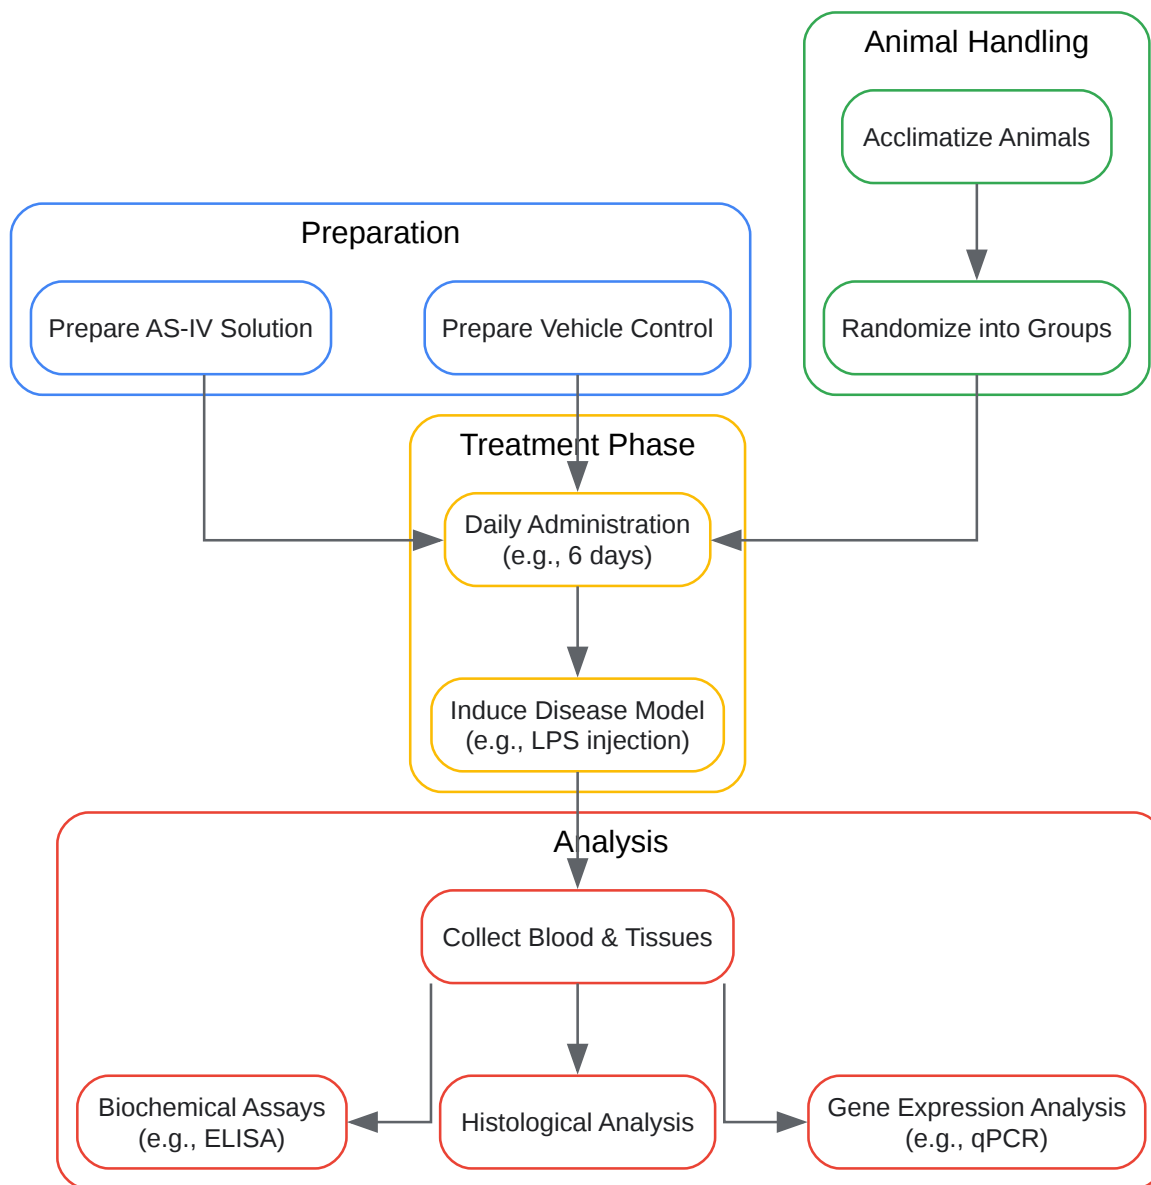 Animal Handling
Acclimatize Animals
Preparation
Prepare AS-IV Solution
Prepare Vehicle Control
Randomize into Groups
Treatment Phase
Daily Administration
(e.g., 6 days)
Induce Disease Model
(e.g., LPS injection)
Analysis
Collect Blood & Tissues
Biochemical Assays
(e.g., ELISA)
Histological Analysis
Gene Expression Analysis
(e.g., qPCR)